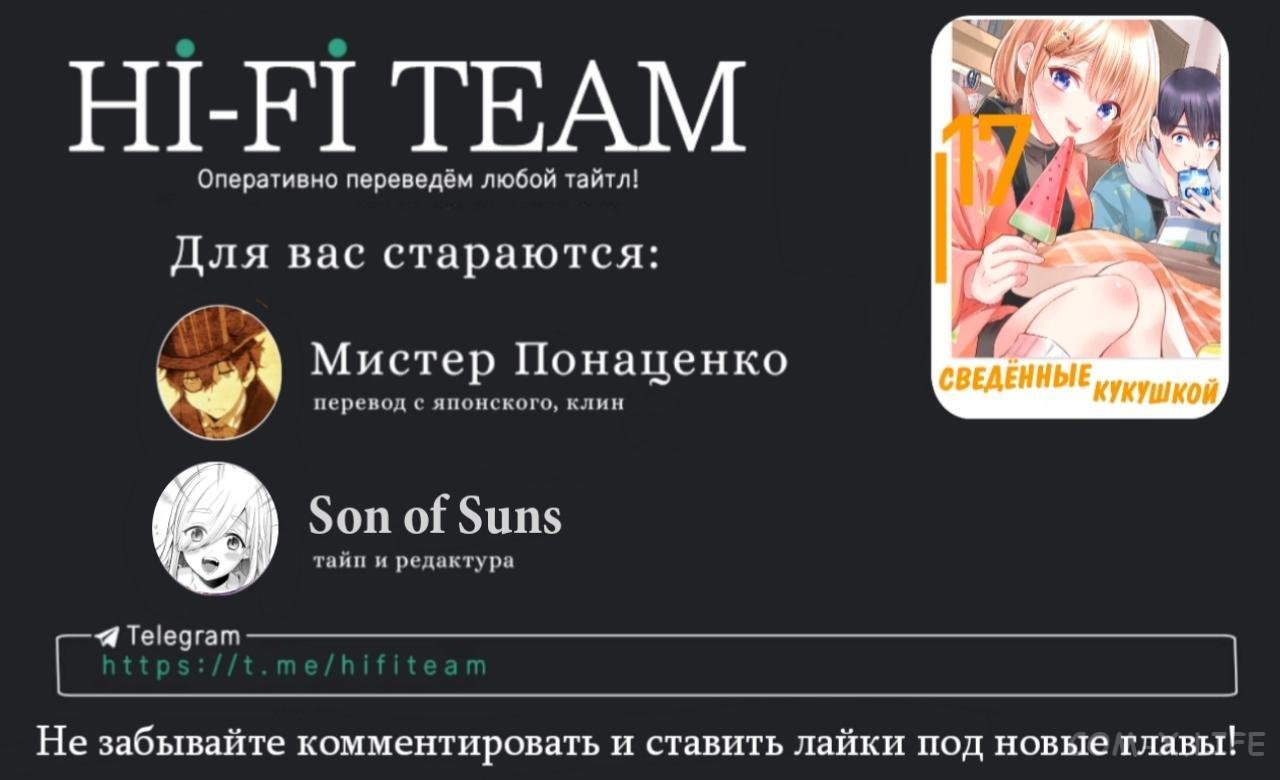 Hi-Fi TEAM
Оперативно переведём любой тайтл!
Для вас стараются:
Мистер Понаценко
перевод с японского, клин
Son of Suns
тайп и редактура
Telegram
https://t.me/hifiteam
Не забывайте комментировать и ставить лайки под новые главы!
17
СВЕДЁННЫЕ КУКУШКОЙ